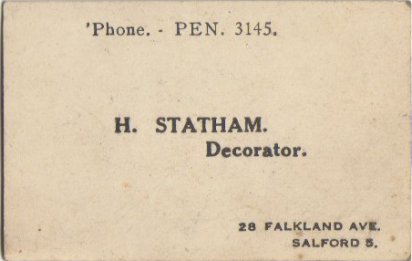 'Phone. - PEN. 3145.
H. STATHAM.
Decorator.
28 FALKLAND AVE.
SALFORD 5.